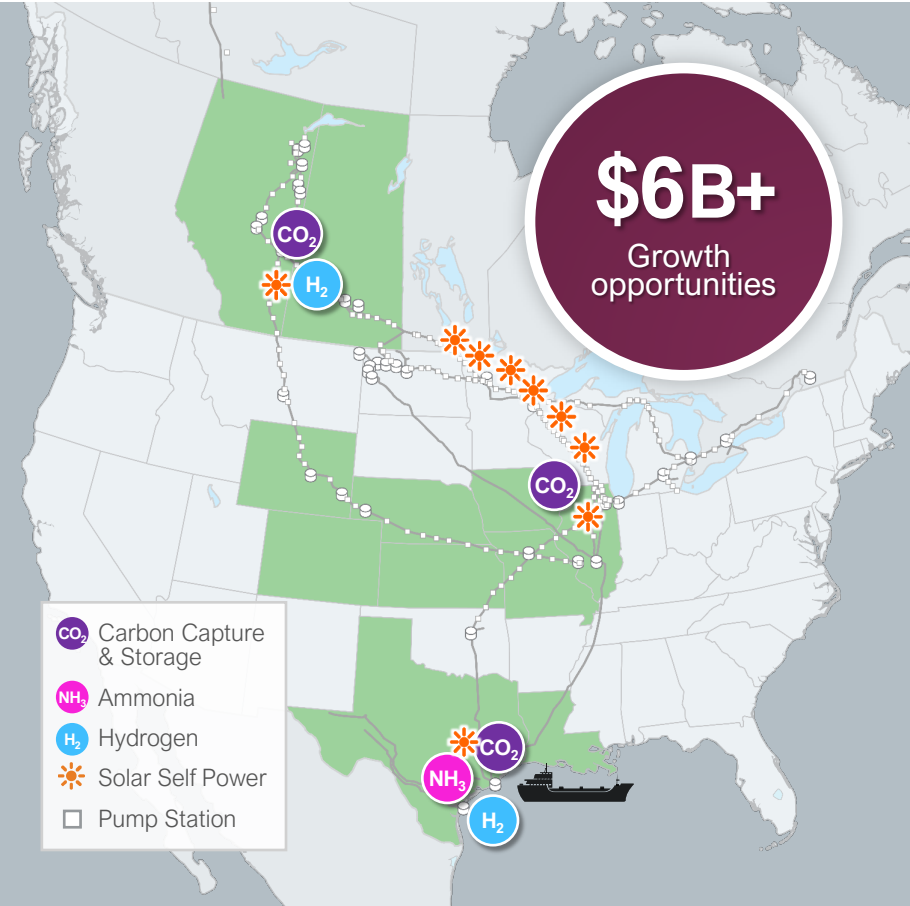 $6B+
Growth
opportunities
CO₂
H₂
CO₂
CO₂
NH₃
H₂
CO₂ Carbon Capture
& Storage
NH₃ Ammonia
H₂ Hydrogen
Solar Self Power
Pump Station